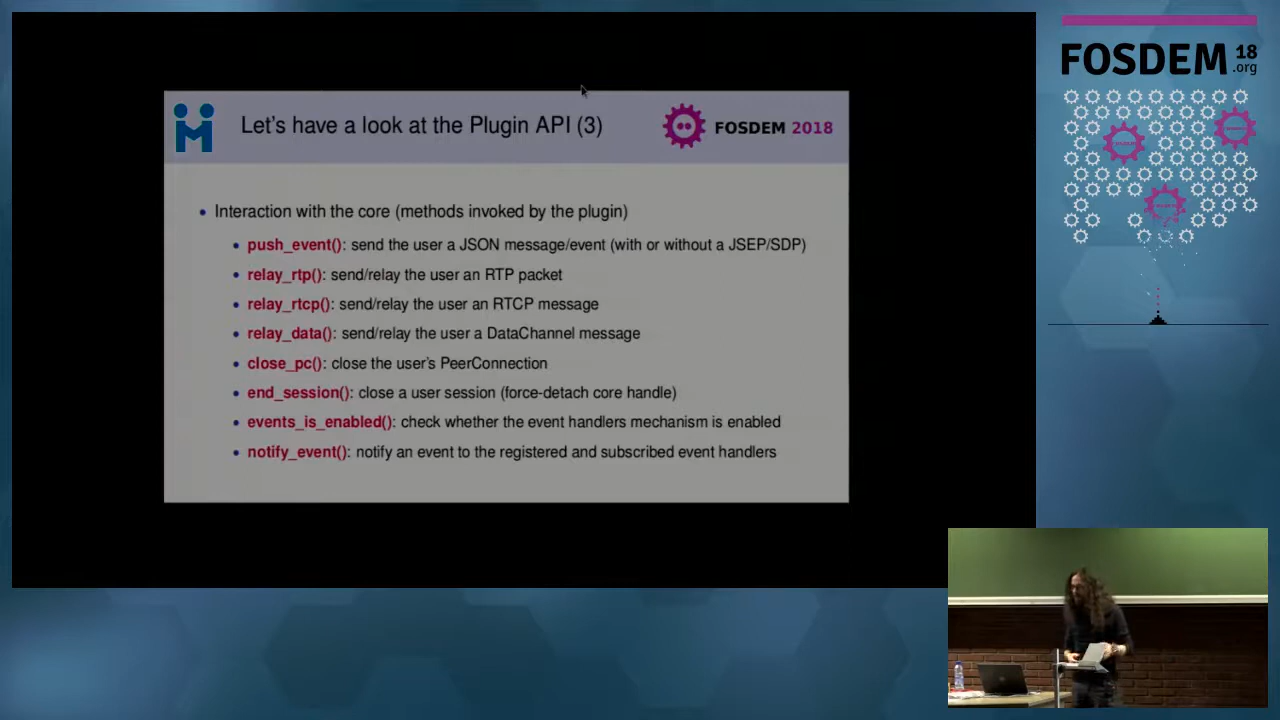 Let's have a look at the Plugin API (3)
FOSDEM 2018
• Interaction with the core (methods invoked by the plugin)
• push_event(): send the user a JSON message/event (with or without a JSEP/SDP)
• relay_rtp(): send/relay the user an RTP packet
• relay_rtcp(): send/relay the user an RTCP message
• relay_data(): send/relay the user a DataChannel message
• close_pc(): close the user's PeerConnection
• end_session(): close a user session (force-detach core handle)
• events_is_enabled(): check whether the event handlers mechanism is enabled
• notify_event(): notify an event to the registered and subscribed event handlers
FOSDEM 18
.org